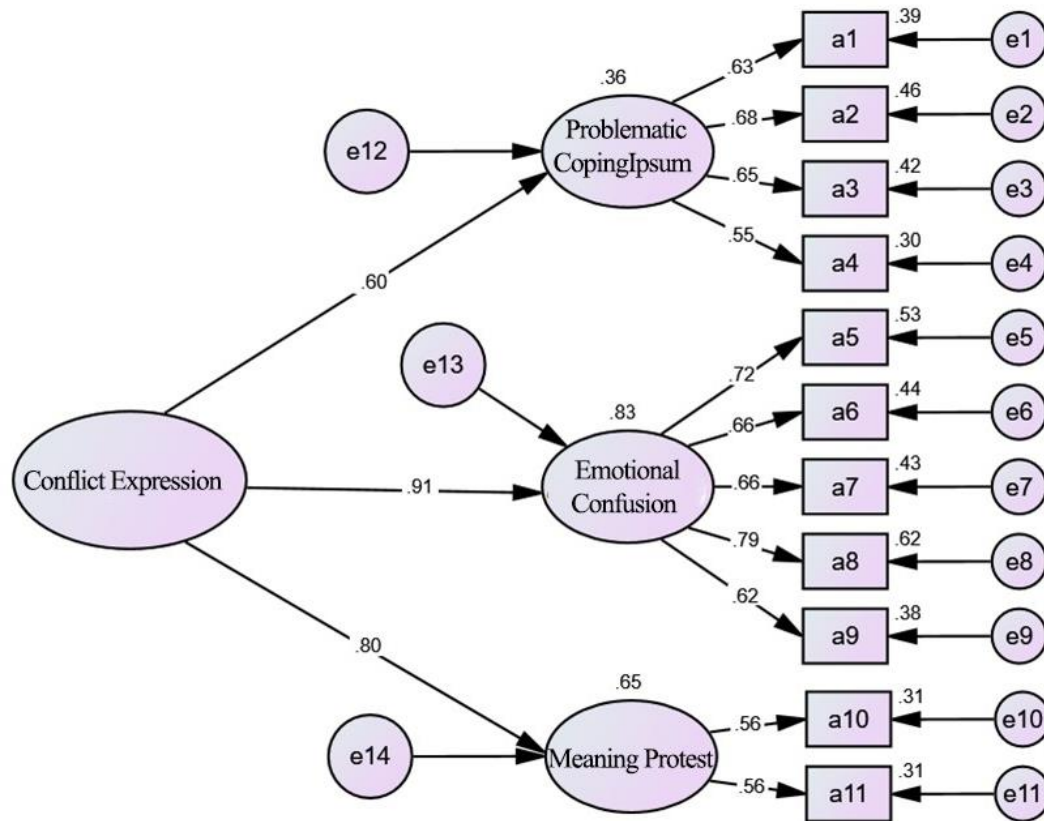 a1
.39
e1
.63
.36
a2
.46
e2
Problematic
CopingIpsum
.68
e12
a3
.42
e3
.65
a4
.30
e4
.55
.60
a5
.53
e5
e13
.72
a6
.44
e6
.83
.66
Conflict Expression
.91
Emotional
Confusion
.66
a7
.43
e7
.79
a8
.62
e8
.62
a9
.38
e9
.80
.65
a10
.31
e10
.56
e14
Meaning Protest
.56
a11
.31
e11